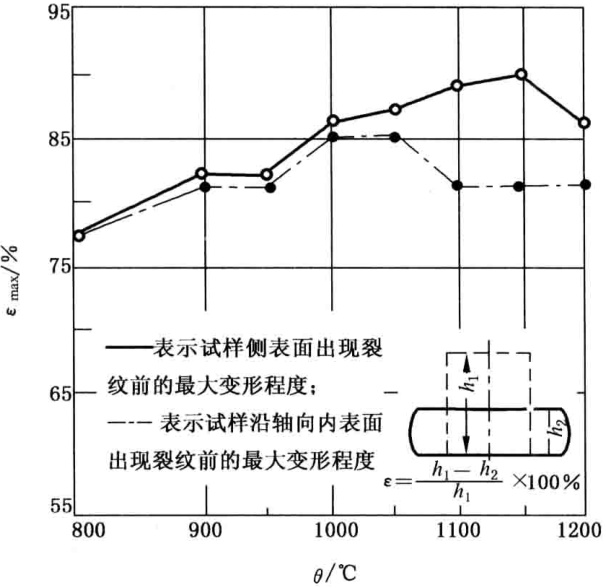 95
85
75
65
55
ε max/%
——表示试样侧表面出现裂
纹前的最大变形程度；
—·— 表示试样沿轴向内表面
出现裂纹前的最大变形程度
h₁
h₂
ε=(h₁－h₂)/h₁ ×100%
800 900 1000 1100 1200
θ/℃